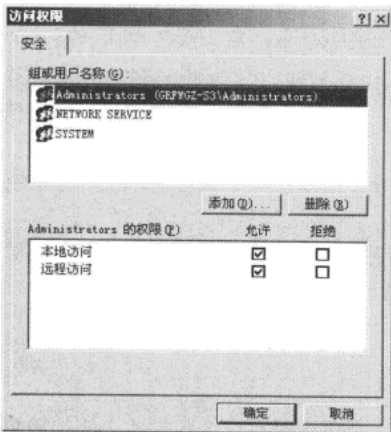 访问权限
安全
组或用户名称(G):
Administrators (GRFWGZ-S3\Administrators)
NETWORK SERVICE
SYSTEM
添加(D)... 删除(R)
Administrators 的权限(P) 允许 拒绝
本地访问
远程访问
确定 取消